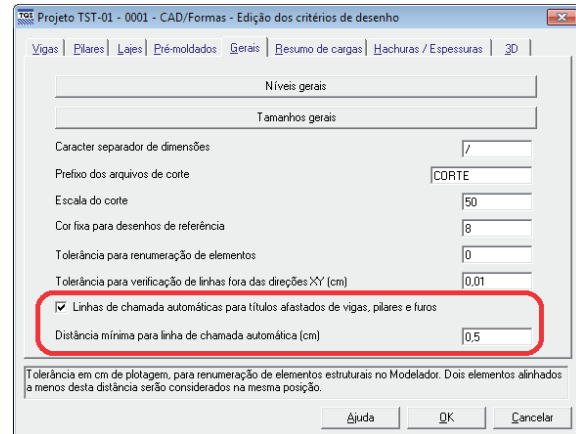 TQS Projeto TST-01 - 0001 - CAD/Formas - Edição dos critérios de desenho
Vigas Pilares Lajes Pré-moldados Gerais Resumo de cargas Hachuras / Espessuras 3D
Níveis gerais
Tamanhos gerais
Caracter separador de dimensões /
Prefixo dos arquivos de corte CORTE
Escala do corte 50
Cor fixa para desenhos de referência 8
Tolerância para renumeração de elementos 0
Tolerância para verificação de linhas fora das direções XY (cm) 0,01
Linhas de chamada automáticas para títulos afastados de vigas, pilares e furos
Distância mínima para linha de chamada automática (cm) 0,5
Tolerância em cm de plotagem, para renumeração de elementos estruturais no Modelador. Dois elementos alinhados
a menos desta distância serão considerados na mesma posição.
Ajuda OK Cancelar